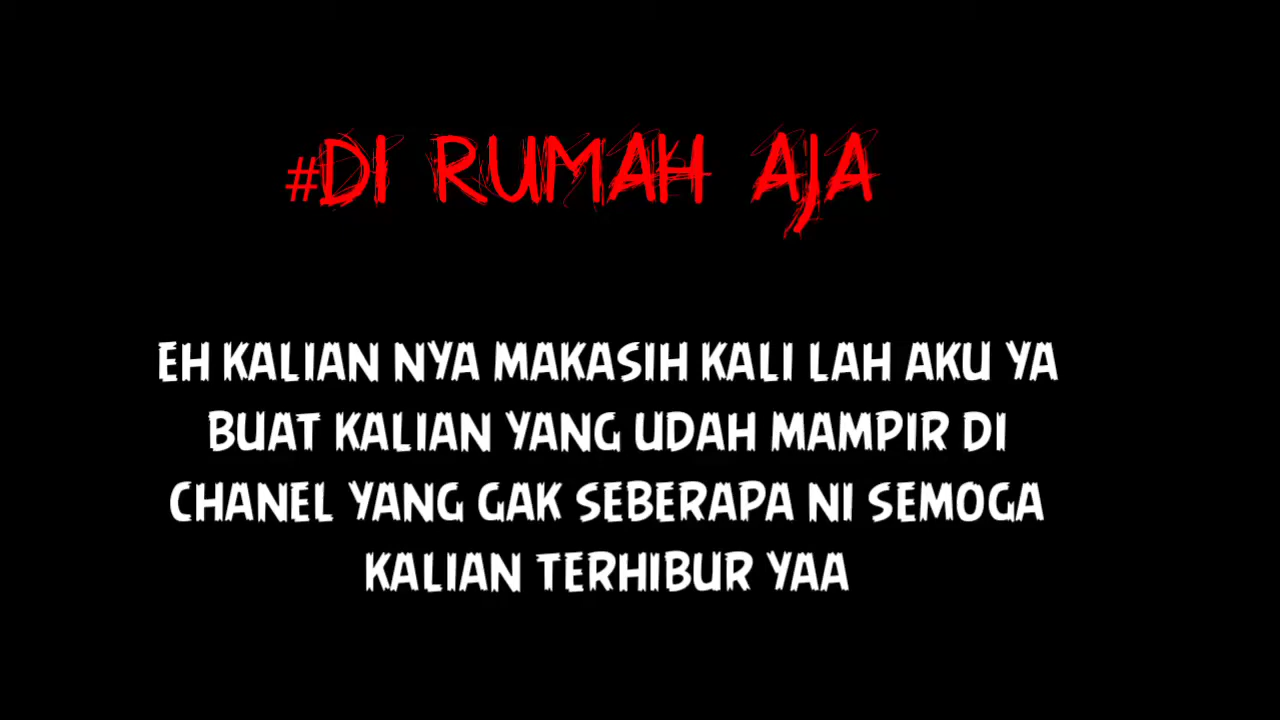 #DI RUMAH AJA
EH KALIAN NYA MAKASIH KALI LAH AKU YA
BUAT KALIAN YANG UDAH MAMPIR DI
CHANEL YANG GAK SEBERAPA NI SEMOGA
KALIAN TERHIBUR YAA